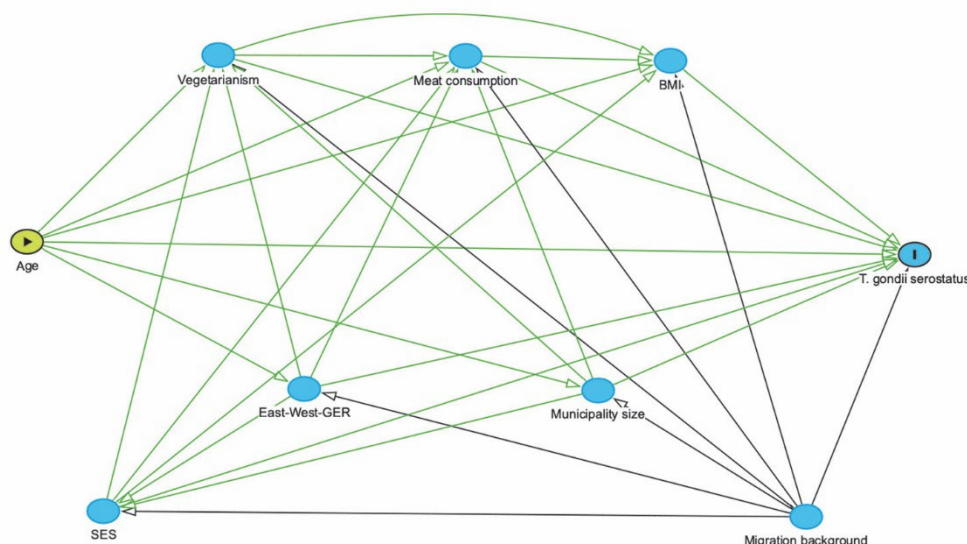 Vegetarianism
Meat consumption
BMI
Age
T. gondii serostatus
East-West-GER
Municipality size
SES
Migration background